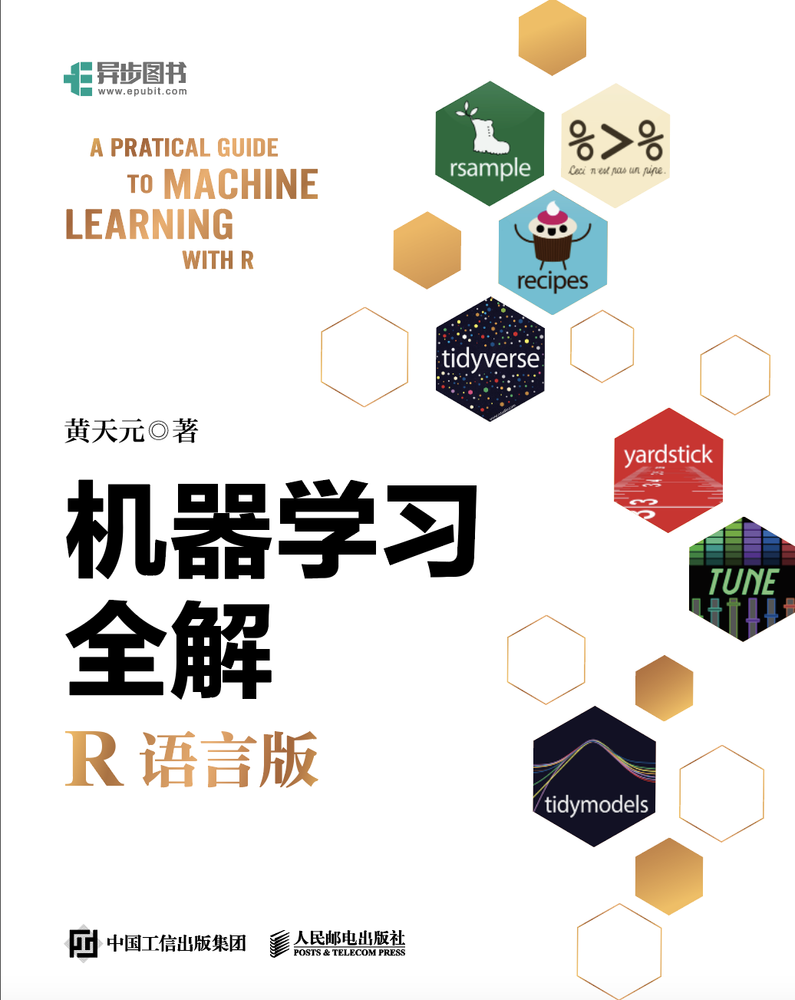 异步图书
www.epubit.com
A PRATICAL GUIDE
TO MACHINE
LEARNING
WITH R
rsample
%>%
Ceci n'est pas un pipe.
recipes
tidyverse
黄天元◎著
机器学习
全解
R 语言版
yardstick
TUNE
tidymodels
中国工信出版集团
人民邮电出版社
POSTS & TELECOM PRESS